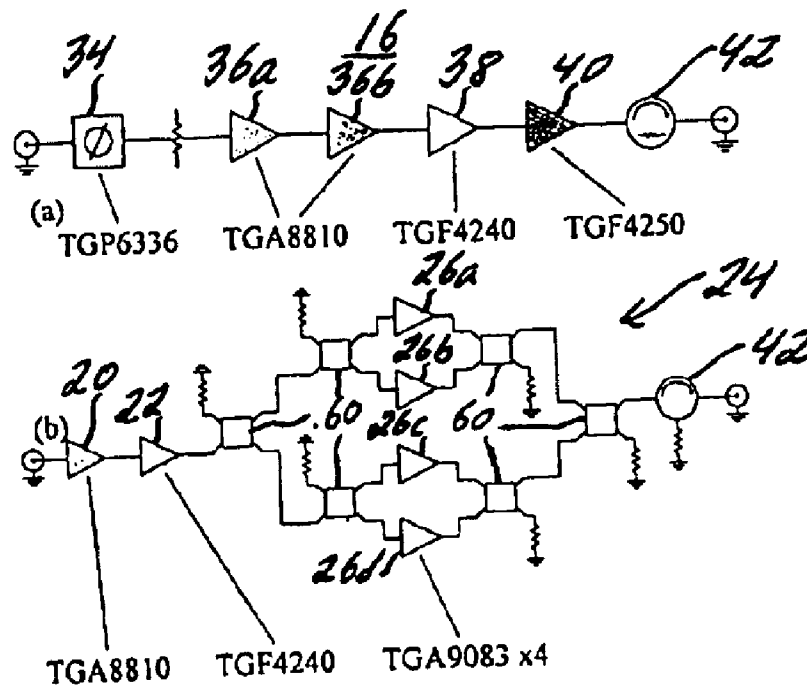 16
34 36a 36b 38 40 42
Ø
(a)
TGP6336 TGA8810 TGF4240 TGF4250
26a
24
20 22 26b 42
(b) 60 26c 60
26d
TGA8810 TGF4240 TGA9083 x4